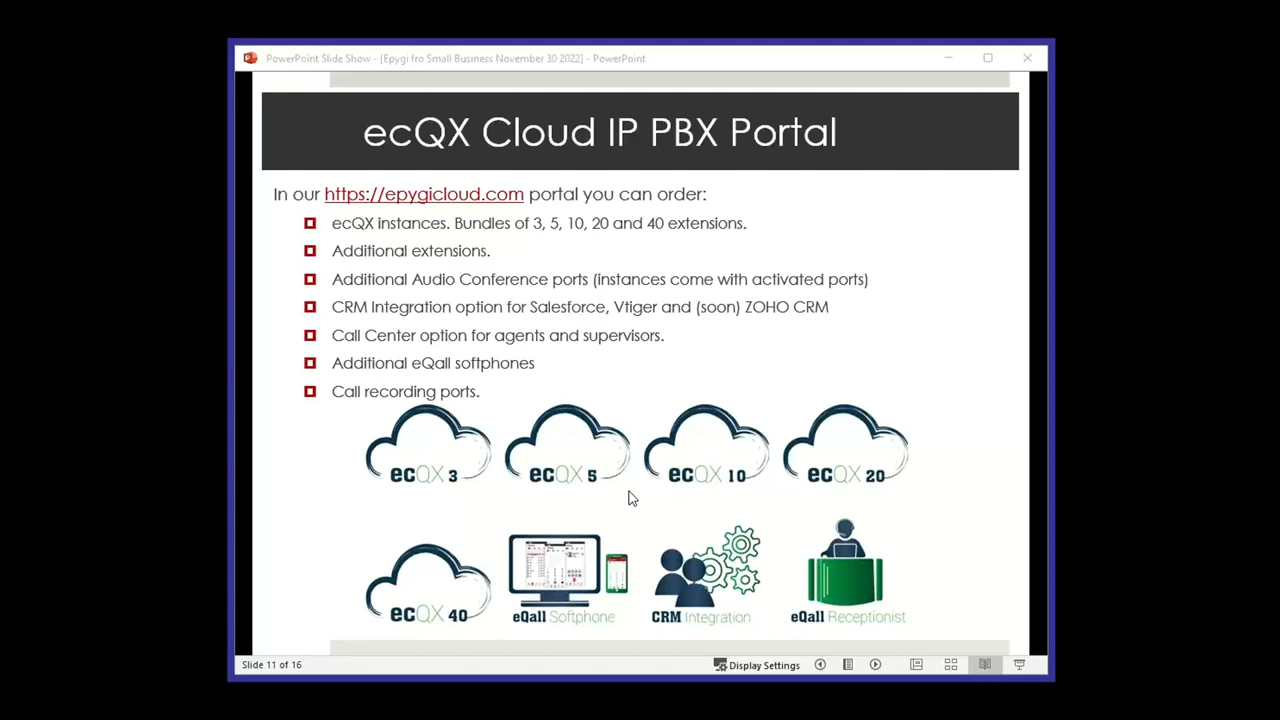 PowerPoint Slide Show - [Epygi fro Small Business November 30 2022] - PowerPoint
ecQX Cloud IP PBX Portal
In our https://epygicloud.com portal you can order:
ecQX instances. Bundles of 3, 5, 10, 20 and 40 extensions.
Additional extensions.
Additional Audio Conference ports (instances come with activated ports)
CRM Integration option for Salesforce, Vtiger and (soon) ZOHO CRM
Call Center option for agents and supervisors.
Additional eQall softphones
Call recording ports.
ecQX 3
ecQX 5
ecQX 10
ecQX 20
ecQX 40
eQall Softphone
CRM Integration
eQall Receptionist
Slide 11 of 16
Display Settings